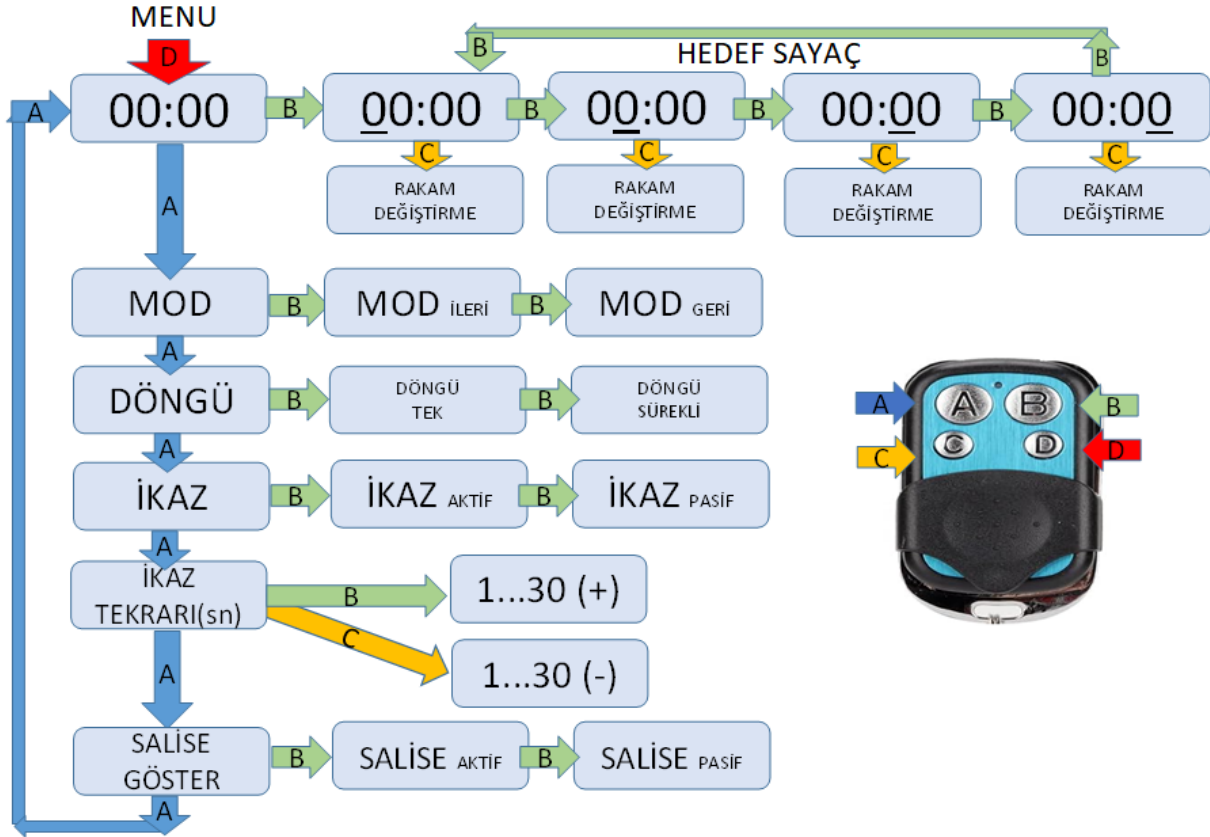 MENU
D
B
HEDEF SAYAÇ
B
A
00:00
B
00:00
B
00:00
B
00:00
B
00:00
C
C
C
C
RAKAM
DEĞİŞTİRME
RAKAM
DEĞİŞTİRME
RAKAM
DEĞİŞTİRME
RAKAM
DEĞİŞTİRME
A
MOD
B
MOD İLERİ
B
MOD GERİ
A
DÖNGÜ
B
DÖNGÜ
TEK
B
DÖNGÜ
SÜREKLİ
A
İKAZ
B
İKAZ AKTİF
B
İKAZ PASİF
A
İKAZ
TEKRARI(sn)
B
1...30 (+)
C
1...30 (-)
A
SALİSE
GÖSTER
B
SALİSE AKTİF
B
SALİSE PASİF
A
A
A
B
B
C
C
D
D